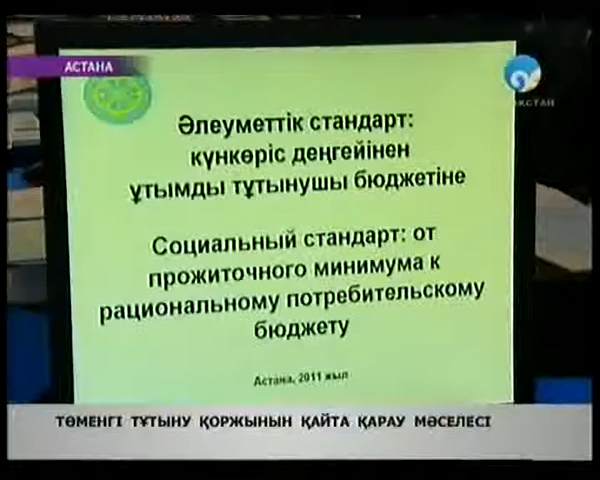 АСТАНА
ҚСТАН
Әлеуметтік стандарт:
күнкөріс деңгейінен
ұтымды тұтынушы бюджетіне
Социальный стандарт: от
прожиточного минимума к
рациональному потребительскому
бюджету
Астана, 2011 жыл
ТӨМЕНГІ ТҰТЫНУ ҚОРЖЫНЫН ҚАЙТА ҚАРАУ МӘСЕЛЕСІ